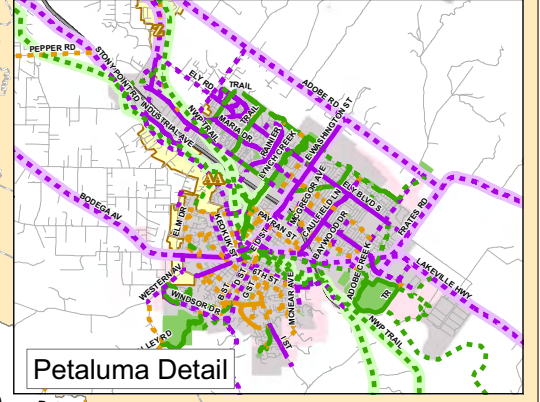 PEPPER RD
STONY POINT RD
INDUSTRIAL AVE
ELY RD
TRAIL
ADOBE RD
NWP TRAIL
MARIA DR
TRAIL
RAINIER
LYNCH CREEK
E WASHINGTON ST
MCGREGOR AVE
ELY BLVD S
CAULFIELD LN
BAYWOOD DR
PAYRAN ST
ELM DR
KEOKUK ST
E D ST
BODEGA AV
FRATES RD
LAKEVILLE HWY
ADOBE CREEK
TR
WESTERN AV
WINDSOR DR
B ST
D ST
G ST
6TH ST
MCNEAR AVE
I ST
NWP TRAIL
LLEY RD
Petaluma Detail